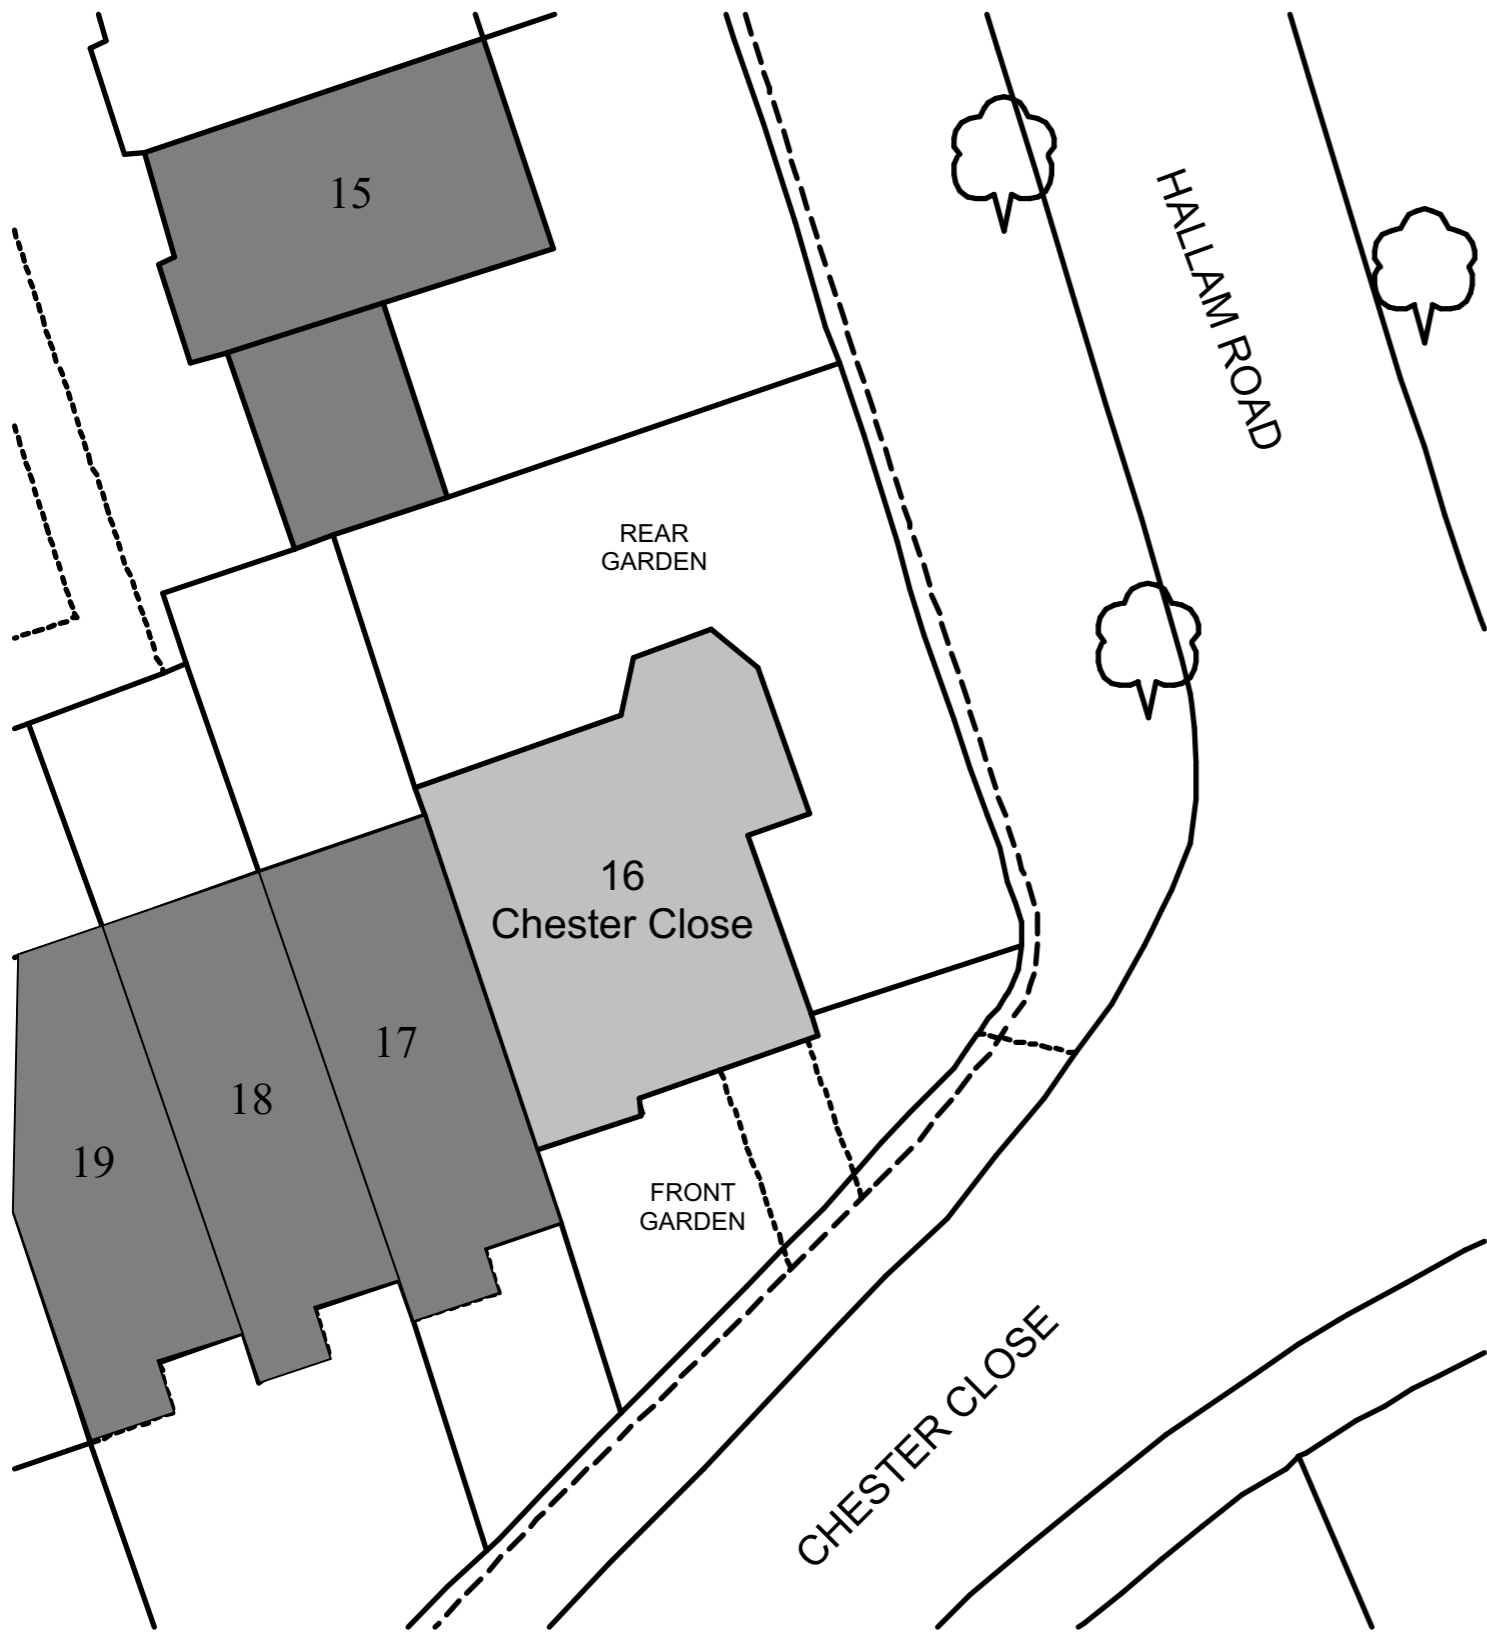 15
HALLAM ROAD
REAR
GARDEN
16
Chester Close
17
18
19
FRONT
GARDEN
CHESTER CLOSE